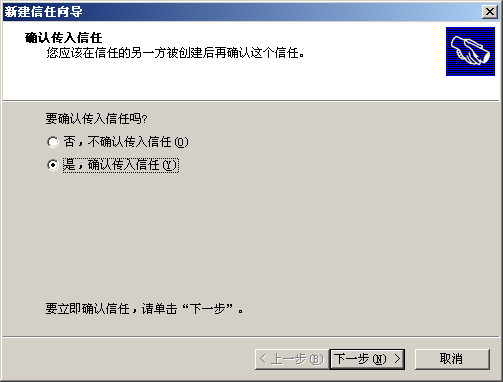 新建信任向导
确认传入信任
您应该在信任的另一方被创建后再确认这个信任。
要确认传入信任吗?
否，不确认传入信任(O)
是，确认传入信任(Y)
要立即确认信任，请单击“下一步”。
< 上一步(B) 下一步(N) > 取消